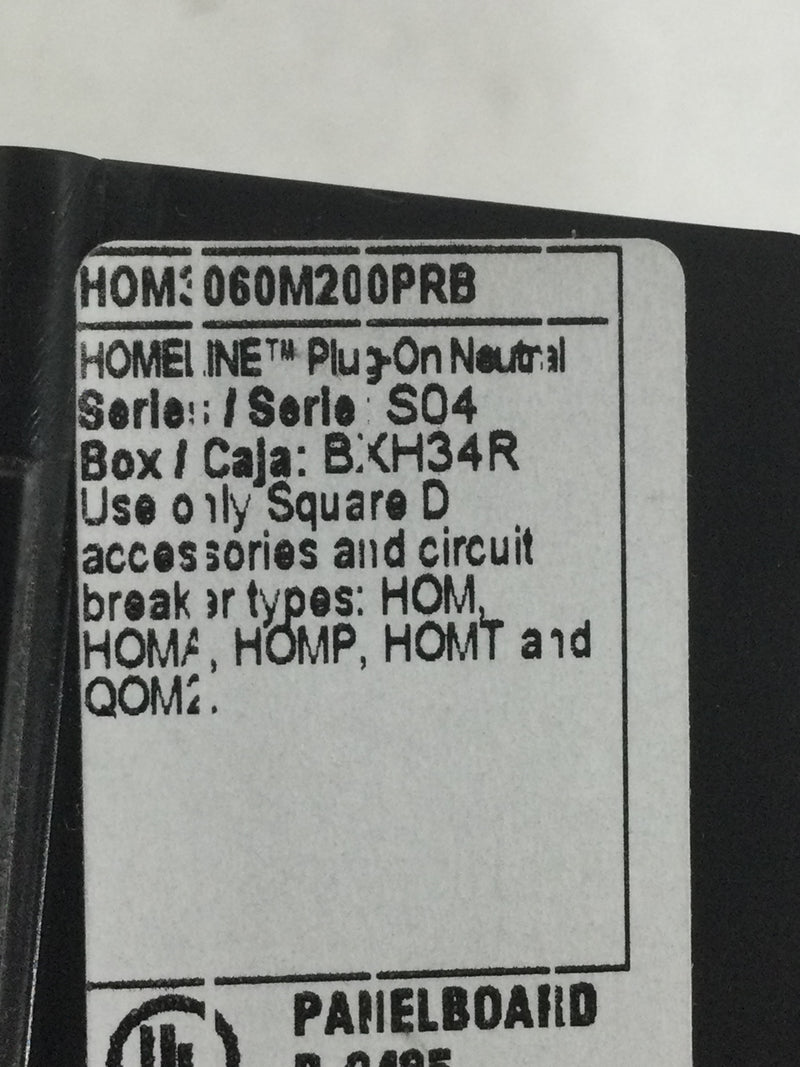 HOM3060M200PRB
HOMELINE™ Plug-On Neutral
Series / Serie: S04
Box / Caja: BXH34R
Use only Square D
accessories and circuit
breaker types: HOM,
HOMA, HOMP, HOMT and
QOM2.
UL
PANELBOARD